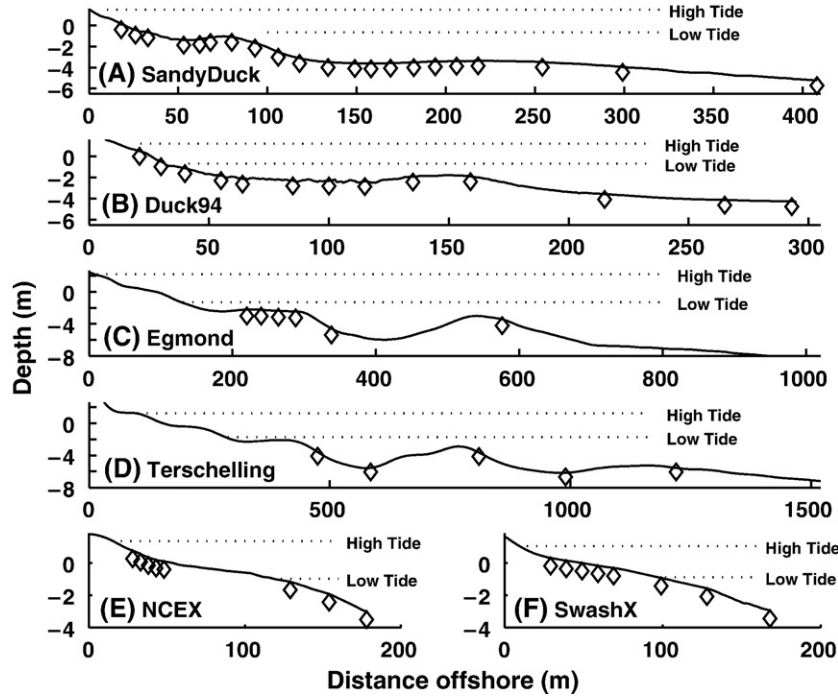 0
-2
-4
-6
High Tide
Low Tide
(A) SandyDuck
0 50 100 150 200 250 300 350 400
0
-2
-4
-6
High Tide
Low Tide
(B) Duck94
0 50 100 150 200 250 300
Depth (m)
0
-4
-8
High Tide
Low Tide
(C) Egmond
0 200 400 600 800 1000
0
-4
-8
High Tide
Low Tide
(D) Terschelling
0 500 1000 1500
0
-2
-4
High Tide
Low Tide
(E) NCEX
0 100 200
0
-2
-4
High Tide
Low Tide
(F) SwashX
0 100 200
Distance offshore (m)